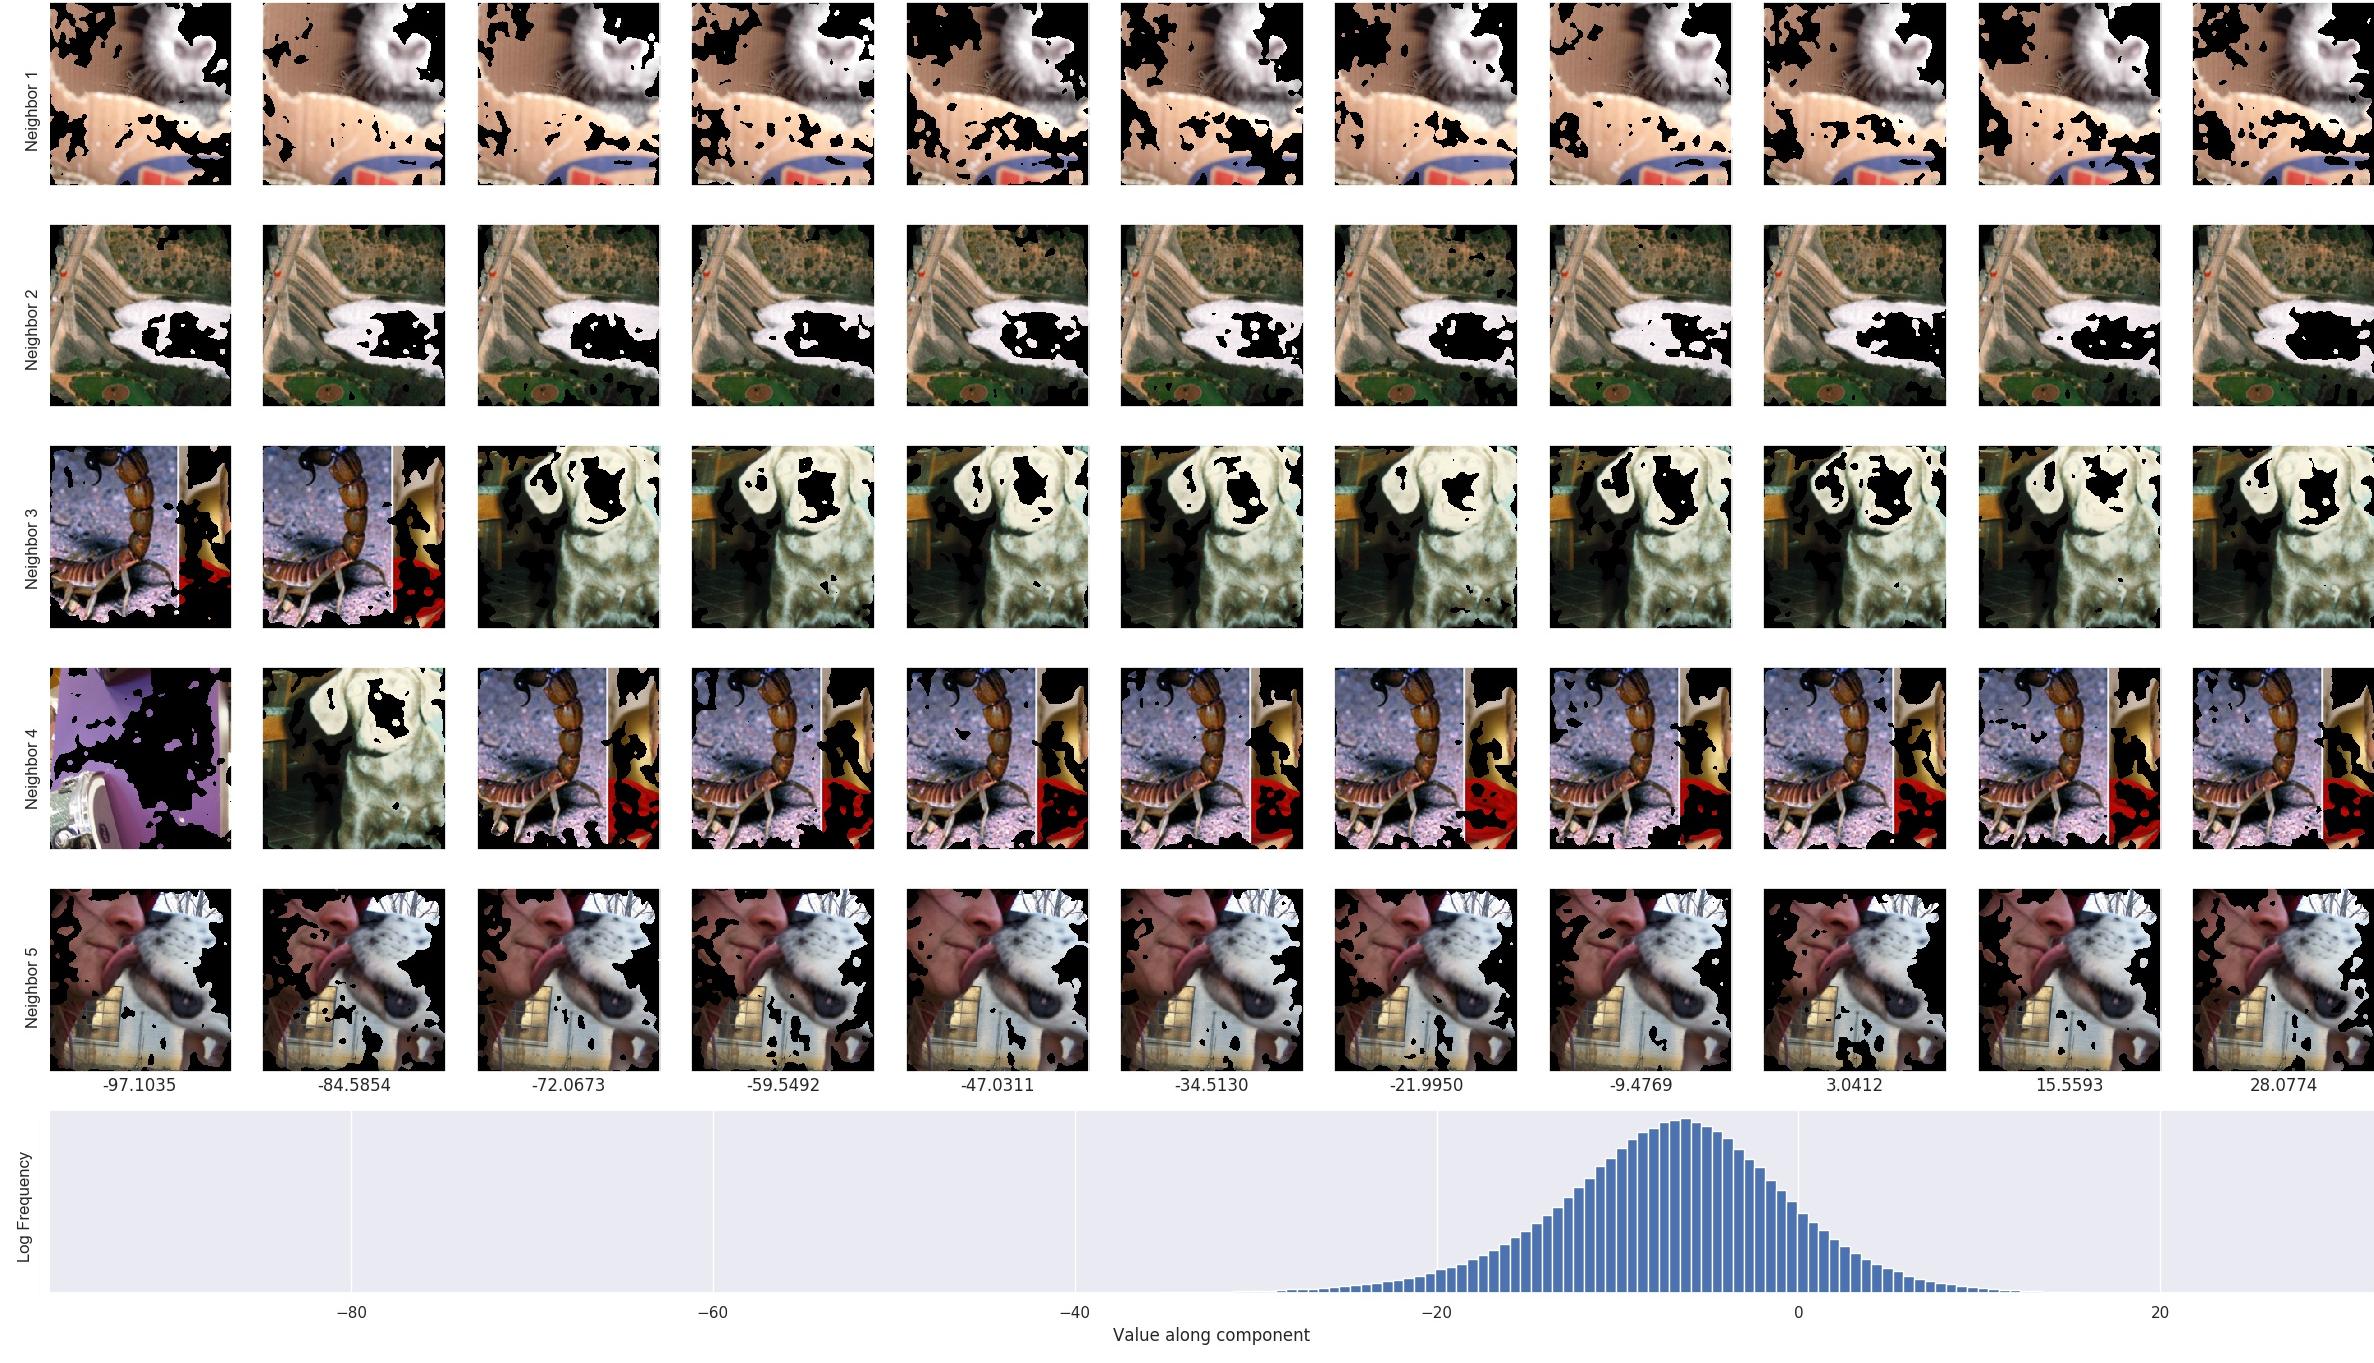 Neighbor 1
Neighbor 2
Neighbor 3
Neighbor 4
Neighbor 5
-97.1035 -84.5854 -72.0673 -59.5492 -47.0311 -34.5130 -21.9950 -9.4769 3.0412 15.5593 28.0774
Log Frequency
−80 −60 −40 −20 0 20
Value along component